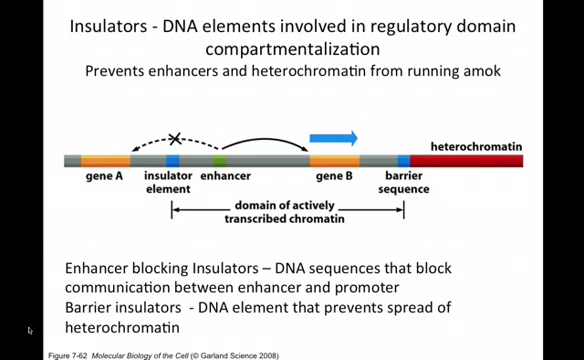 Insulators - DNA elements involved in regulatory domain
compartmentalization
Prevents enhancers and heterochromatin from running amok
heterochromatin
gene A
insulator
element
enhancer
gene B
barrier
sequence
domain of actively
transcribed chromatin
Enhancer blocking Insulators – DNA sequences that block
communication between enhancer and promoter
Barrier insulators - DNA element that prevents spread of
heterochromatin
Figure 7-62 Molecular Biology of the Cell (© Garland Science 2008)